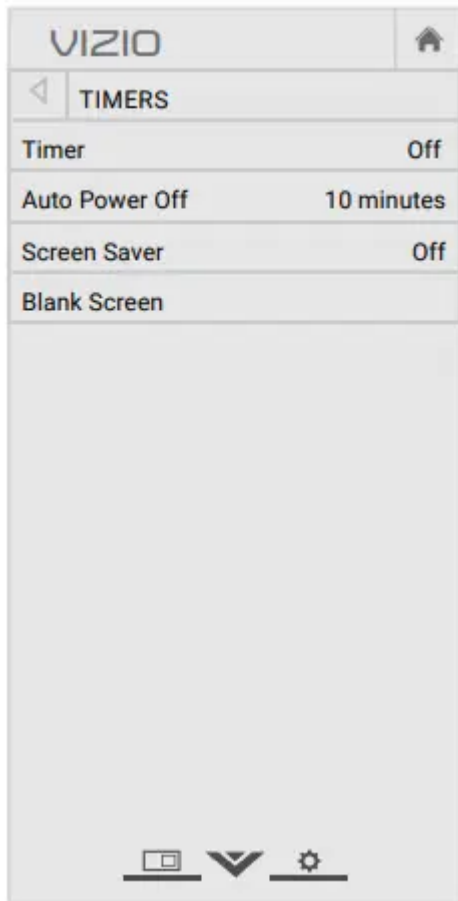 VIZIO
TIMERS
Timer Off
Auto Power Off 10 minutes
Screen Saver Off
Blank Screen